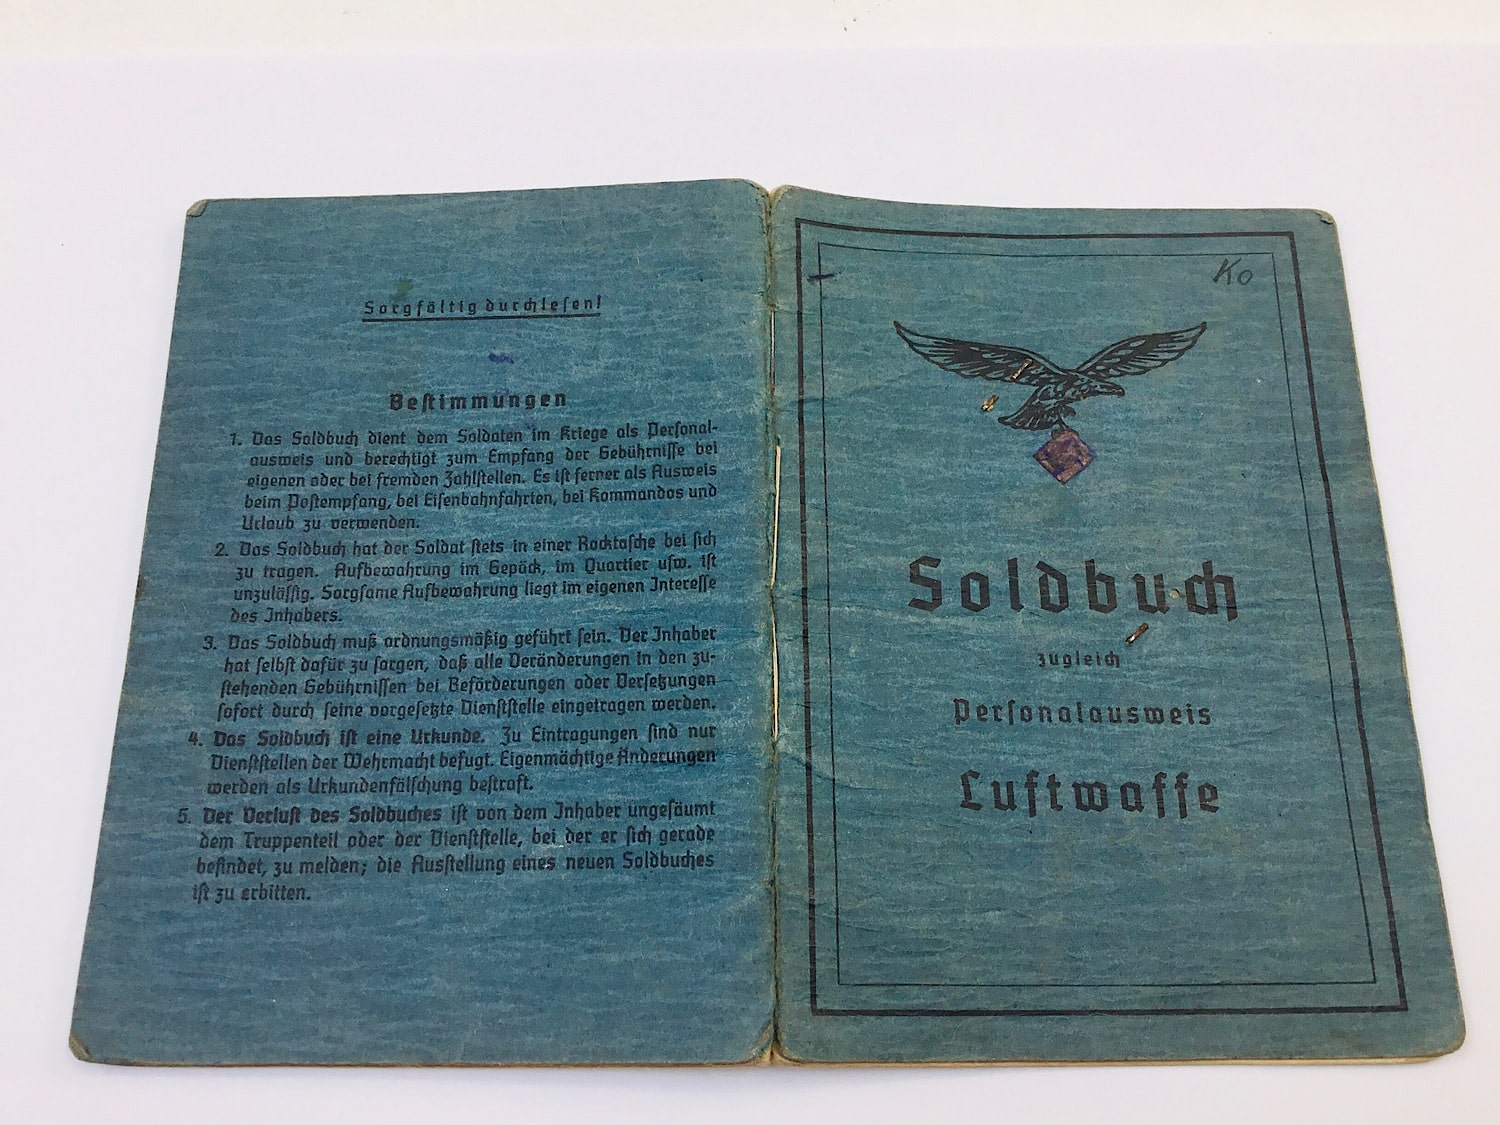 Sorgfältig durchlesen!
Bestimmungen
1. Das Soldbuch dient dem Soldaten im Kriege als Personal-
ausweis und berechtigt zum Empfang der Gebührnisse bei
eigenen oder bei fremden Zahlstellen. Es ist ferner als Ausweis
beim Postempfang, bei Eisenbahnfahrten, bei Kommandos und
Urlaub zu verwenden.
2. Das Soldbuch hat der Soldat stets in einer Rocktasche bei sich
zu tragen. Aufbewahrung im Gepäck, im Quartier usw. ist
unzulässig. Sorgsame Aufbewahrung liegt im eigenen Interesse
des Inhabers.
3. Das Soldbuch muß ordnungsmäßig geführt sein. Der Inhaber
hat selbst dafür zu sorgen, daß alle Veränderungen in den zu-
stehenden Gebührnissen bei Beförderungen oder Versetzungen
sofort durch seine vorgesetzte Dienststelle eingetragen werden.
4. Das Soldbuch ist eine Urkunde. Zu Eintragungen sind nur
Dienststellen der Wehrmacht befugt. Eigenmächtige Änderungen
werden als Urkundenfälschung bestraft.
5. Der Verlust des Soldbuches ist von dem Inhaber ungesäumt
dem Truppenteil oder der Dienststelle, bei der er sich gerade
befindet, zu melden; die Ausstellung eines neuen Soldbuches
ist zu erbitten.
Ko
Soldbuch
zugleich
Personalausweis
Luftwaffe